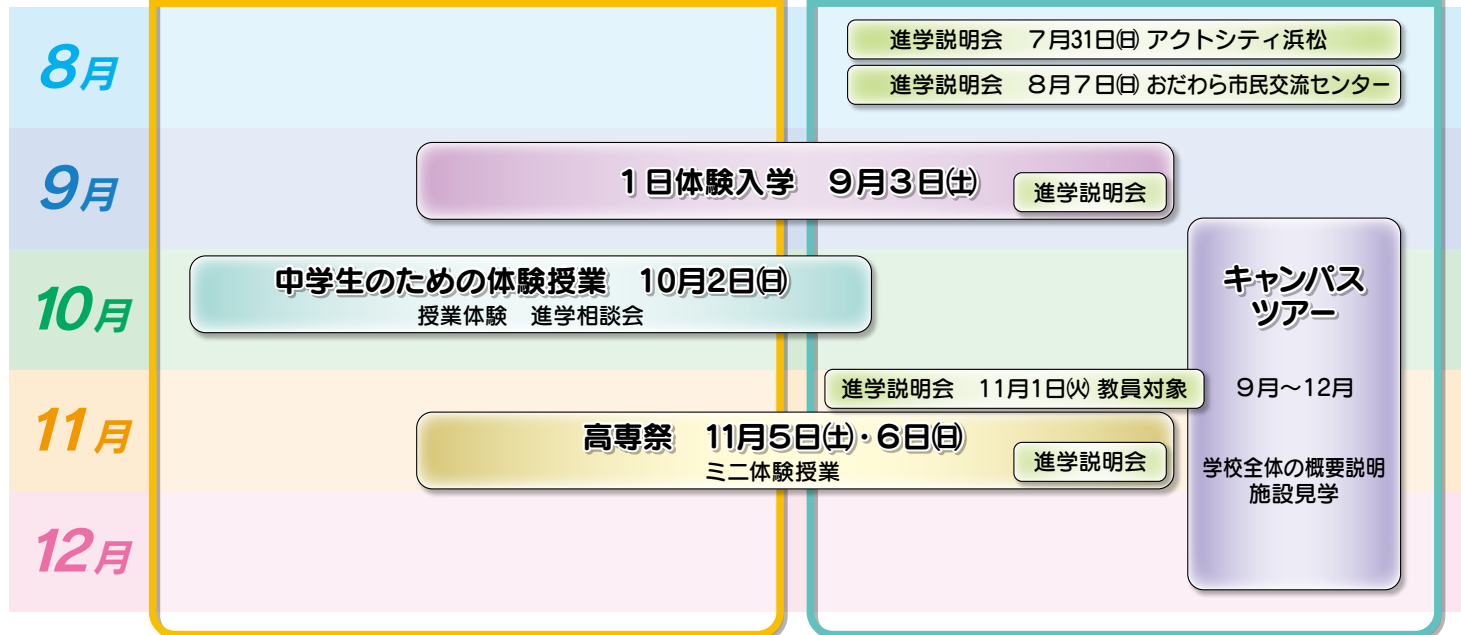 8月
進学説明会 7月31日㈰ アクトシティ浜松
進学説明会 8月7日㈰ おだわら市民交流センター
9月
1日体験入学 9月3日㈯
進学説明会
10月
中学生のための体験授業 10月2日㈰
授業体験 進学相談会
キャンパス
ツアー
9月～12月
学校全体の概要説明
施設見学
11月
進学説明会 11月1日㈫ 教員対象
高専祭 11月5日㈯・6日㈰
ミニ体験授業
進学説明会
12月